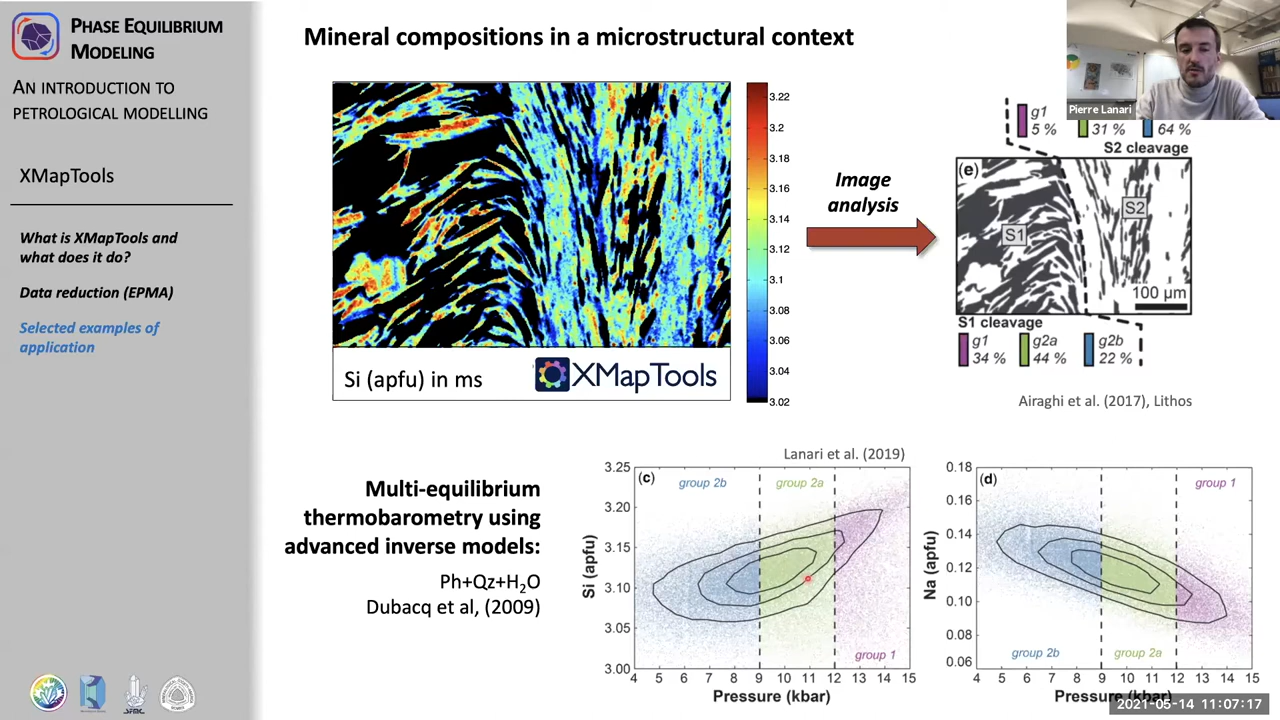 PHASE EQUILIBRIUM
MODELING
AN INTRODUCTION TO
PETROLOGICAL MODELLING
XMapTools
What is XMapTools and
what does it do?
Data reduction (EPMA)
Selected examples of
application
Mineral compositions in a microstructural context
3.22
3.2
3.18
3.16
3.14
3.12
3.1
3.08
3.06
3.04
3.02
Si (apfu) in ms
XMapTools
Image
analysis
Pierre Lanari
g1
5 %
31 %
64 %
S2 cleavage
(e)
S1
S2
100 µm
S1 cleavage
g1
34 %
g2a
44 %
g2b
22 %
Airaghi et al. (2017), Lithos
Multi-equilibrium
thermobarometry using
advanced inverse models:
Ph+Qz+H2O
Dubacq et al, (2009)
Lanari et al. (2019)
(c)
group 2b
group 2a
group 1
Si (apfu)
3.25
3.20
3.15
3.10
3.05
3.00
4 5 6 7 8 9 10 11 12 13 14 15
Pressure (kbar)
(d)
group 1
group 2b
group 2a
Na (apfu)
0.18
0.16
0.14
0.12
0.10
0.08
0.06
4 5 6 7 8 9 10 11 12 13 14 15
Pressure (kbar)
2021-05-14 11:07:17